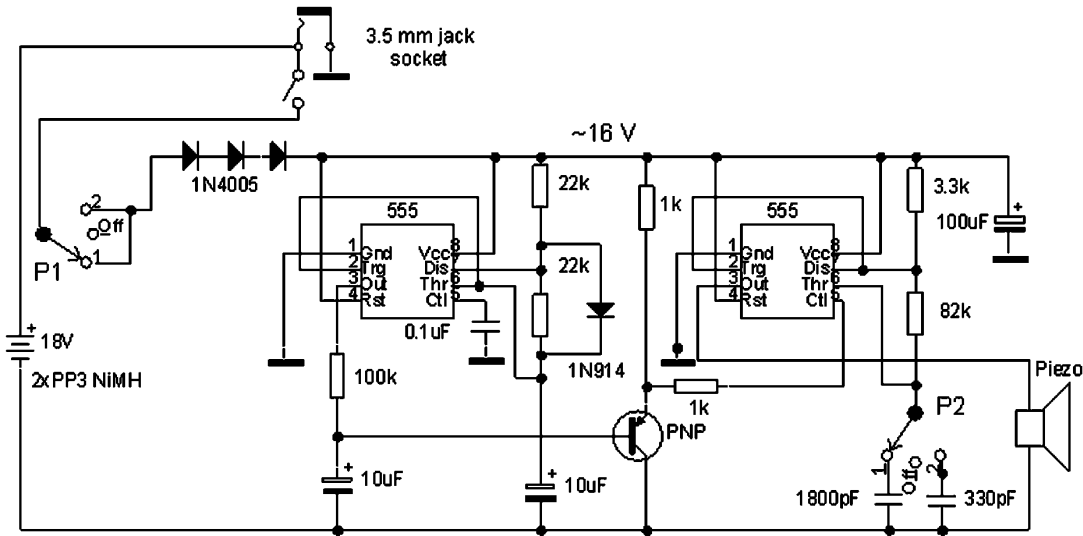 3.5 mm jack
socket
~16 V
1N4005
2
Off
1
P1
18V
2xPP3 NiMH
555
1 Gnd
2 Trg
3 Out
4 Rst
Vcc 8
Dis 7
Thr 6
Ctl 5
0.1uF
100k
10uF
22k
22k
1N914
10uF
1k
1k
PNP
555
1 Gnd
2 Trg
3 Out
4 Rst
Vcc 8
Dis 7
Thr 6
Ctl 5
3.3k
100uF
+
82k
Piezo
P2
1
Off
2
1800pF
330pF
+
+
+